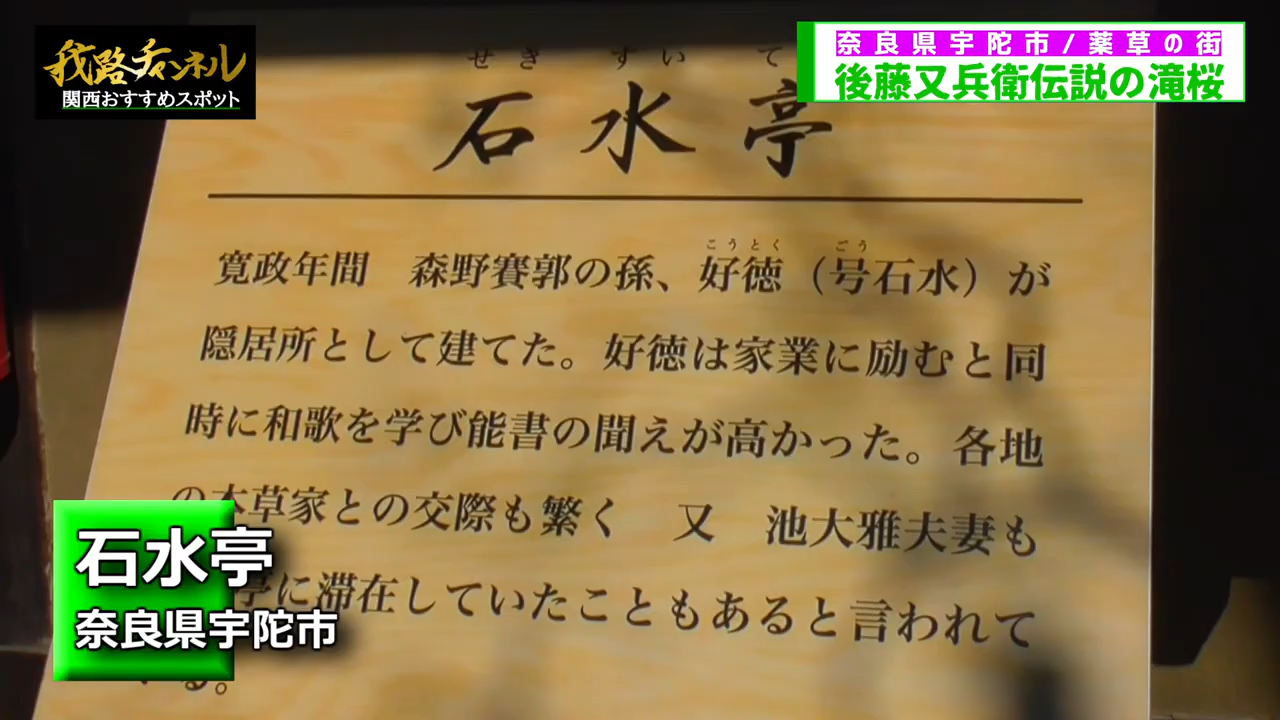 我路チャンネル
関西おすすめスポット
奈良県宇陀市/薬草の街
後藤又兵衛伝説の滝桜
せき すい て
石水亭
こうとく ごう
寛政年間 森野賽郭の孫、好徳(号石水)が
隠居所として建てた。好徳は家業に励むと同
時に和歌を学び能書の聞えが高かった。各地
の本草家との交際も繁く 又 池大雅夫妻も
亭に滞在していたこともあると言われて
る。
石水亭
奈良県宇陀市